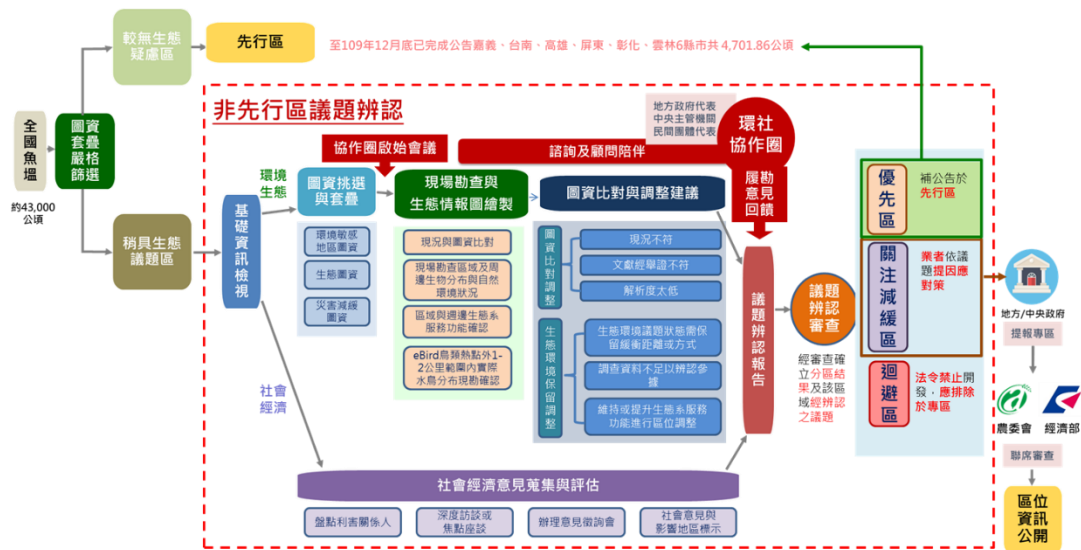 較無生態
疑慮區
先行區
至109年12月底已完成公告嘉義、台南、高雄、屏東、彰化、雲林6縣市共4,701.86公頃
全國魚塭
約43,000
公頃
圖資
套疊
嚴格
篩選
稍具生態
議題區
非先行區議題辨認
地方政府代表
中央主管機關
民間團體代表
環社
協作圈
協作圈啟始會議
諮詢及顧問陪伴
履勘
意見
回饋
基礎資訊檢視
環境
生態
社會
經濟
圖資挑選
與套疊
環境敏感
地區圖資
生態圖資
災害減緩
圖資
現場勘查與
生態情報圖繪製
現況與圖資比對
現場勘查區域及周
邊生物分布與自然
環境狀況
區域與週邊生態系
服務功能確認
eBird鳥類熱點外1-
2公里範圍內實際
水鳥分布現勘確認
圖資比對與調整建議
圖資比對調整
現況不符
文獻經舉證不符
解析度太低
生態環境保留調整
生態環境議題狀態需保
留緩衝距離或方式
調查資料不足以辨認參
據
維持或提升生態系服務
功能進行區位調整
社會經濟意見蒐集與評估
盤點利害關係人
深度訪談或
焦點座談
辦理意見徵詢會
社會意見與
影響地區標示
議題辨認報告
議題
辨認
審查
經審查確
立分區結
果及該區
域經辨認
之議題
優先區
補公告於
先行區
關注減緩區
業者依議
題提因應
對策
迴避區
法令禁止開
發，應排除
於專區
地方/中央政府
提報專區
農委會
經濟部
聯席審查
區位
資訊
公開